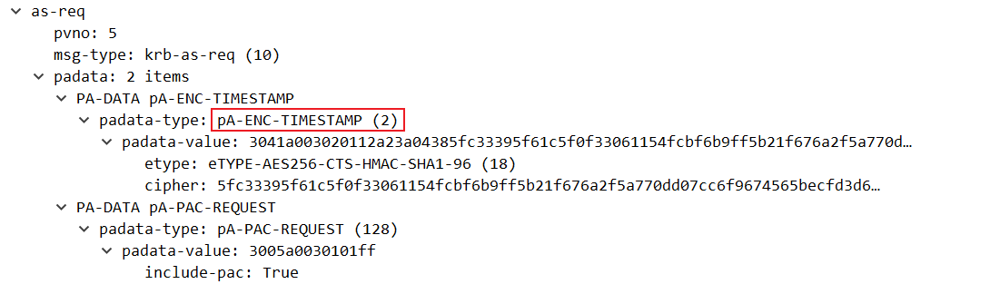 as-req
pvno: 5
msg-type: krb-as-req (10)
padata: 2 items
PA-DATA pA-ENC-TIMESTAMP
padata-type: pA-ENC-TIMESTAMP (2)
padata-value: 3041a003020112a23a04385fc33395f61c5f0f33061154fcbf6b9ff5b21f676a2f5a770d…
etype: eTYPE-AES256-CTS-HMAC-SHA1-96 (18)
cipher: 5fc33395f61c5f0f33061154fcbf6b9ff5b21f676a2f5a770dd07cc6f9674565becfd3d6…
PA-DATA pA-PAC-REQUEST
padata-type: pA-PAC-REQUEST (128)
padata-value: 3005a0030101ff
include-pac: True